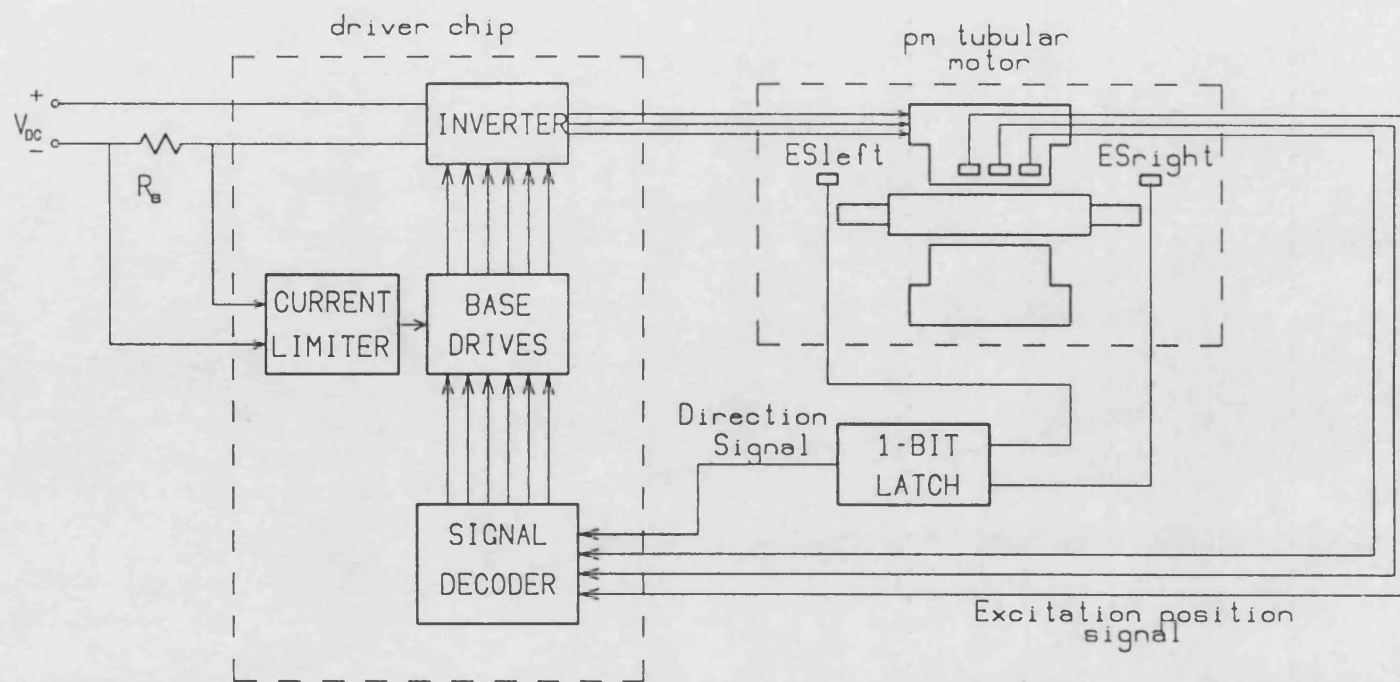 driver chip
pm tubular
motor
+
V_DC
–
R_s
INVERTER
ESleft
ESright
CURRENT
LIMITER
BASE
DRIVES
Direction
Signal
1-BIT
LATCH
SIGNAL
DECODER
Excitation position
signal